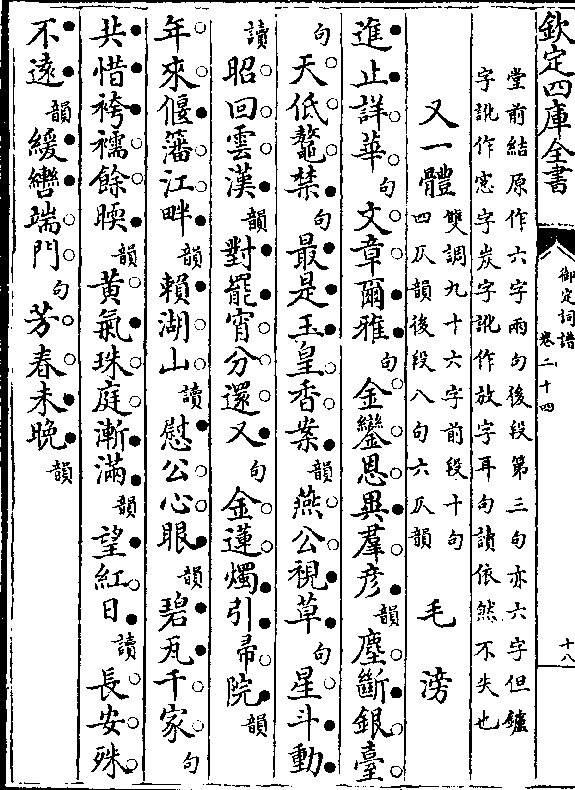 欽定四庫全書
御定詞譜
卷二十四
十八
堂前結原作六字兩句後段第三句亦六字但鑪
字訛作窓字炭字訛作放字耳句讀依然不失也
又一體 雙調九十六字前段十句
四仄韻後段八句六仄韻 毛滂
進止詳華句文章爾雅句金鑾恩異羣彥韻塵斷銀臺
句天低鼇禁句最是玉皇香案韻燕公視草句星斗動
讀昭回雲漢韻對罷宵分還又句金蓮燭引歸院韻
年來偃籓江畔韻賴湖山讀慰公心眼韻碧瓦千家句
共惜袴襦餘暖韻黃氣珠庭漸滿韻望紅日讀長安殊
不遠韻緩轡端門句芳春未晚韻